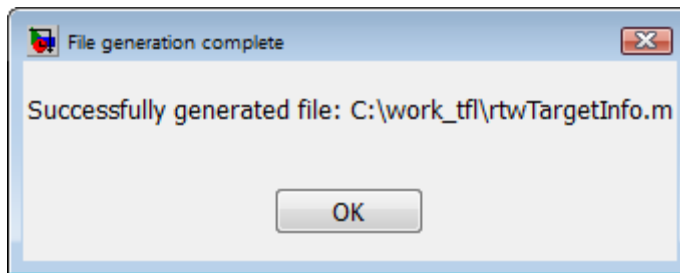 File generation complete
Successfully generated file: C:\work_tfl\rtwTargetInfo.m
OK